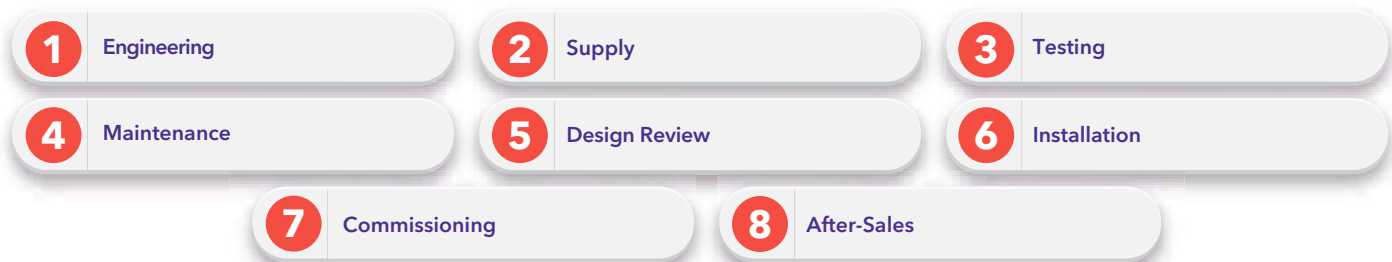 1 Engineering
2 Supply
3 Testing
4 Maintenance
5 Design Review
6 Installation
7 Commissioning
8 After-Sales